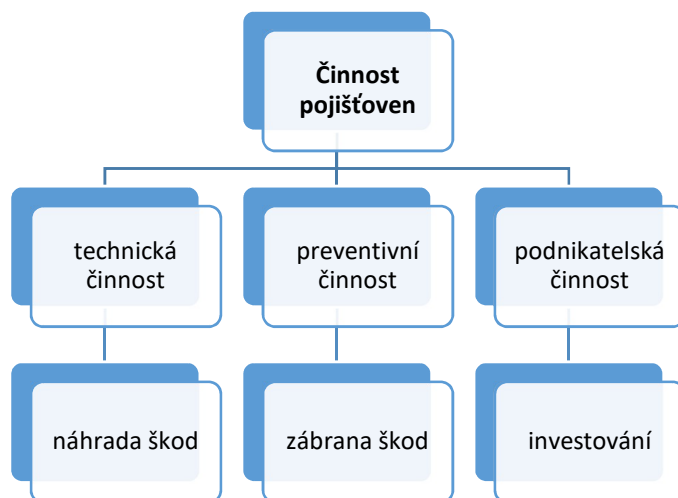 Činnost
pojišťoven
technická
činnost
preventivní
činnost
podnikatelská
činnost
náhrada škod
zábrana škod
investování